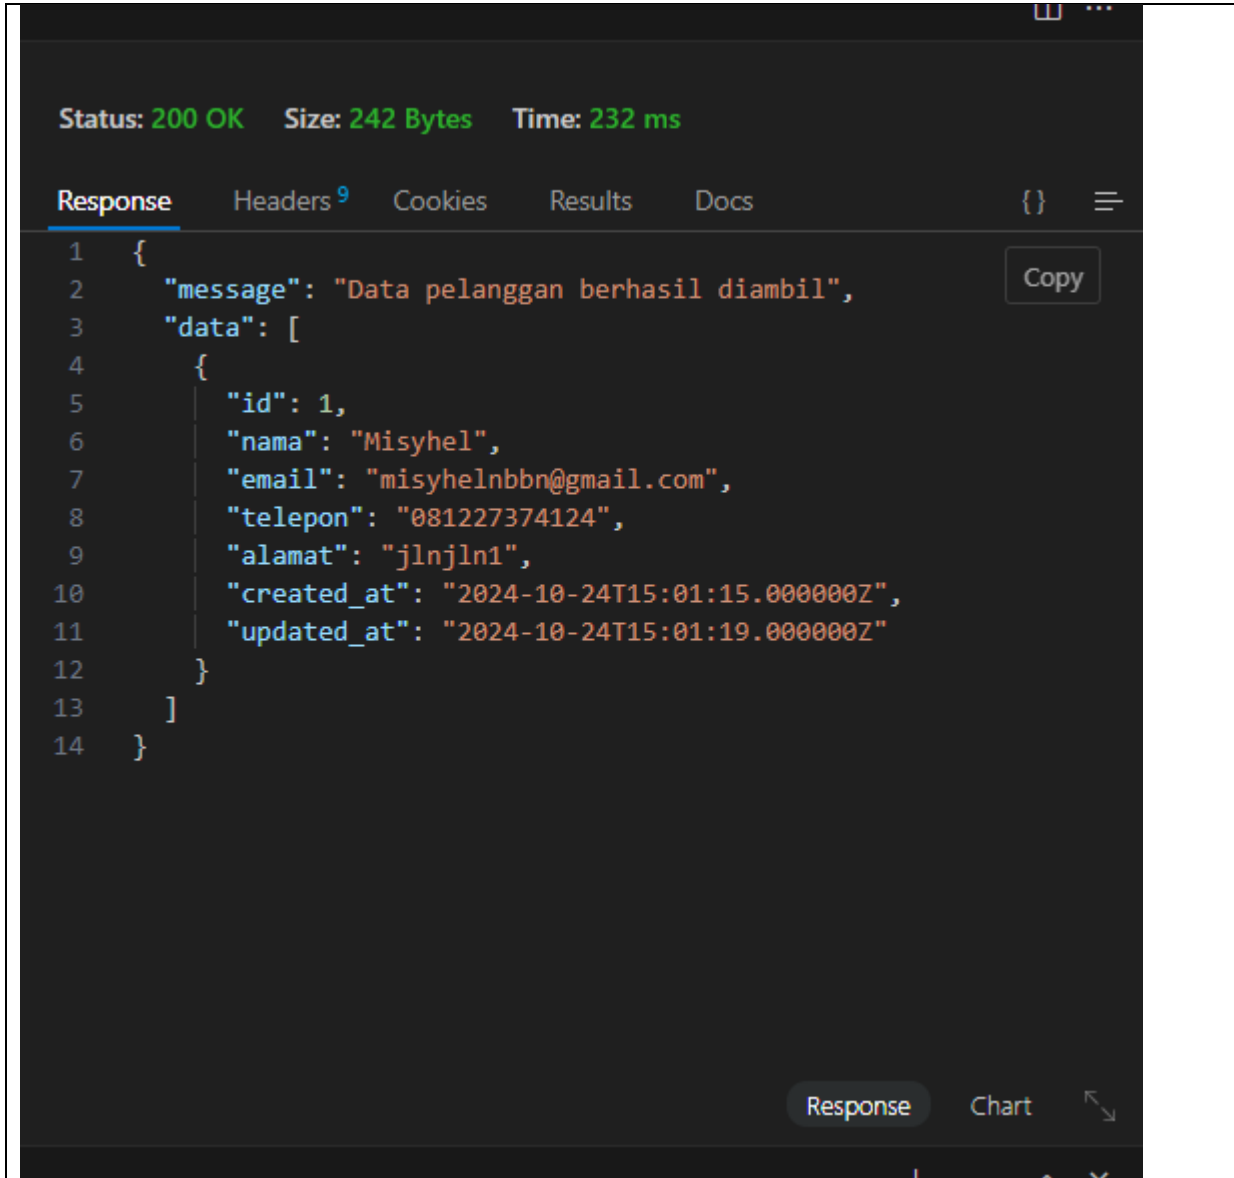 Status: 200 OK Size: 242 Bytes Time: 232 ms
Response Headers 9 Cookies Results Docs {} 
Copy
1 {
2 "message": "Data pelanggan berhasil diambil",
3 "data": [
4 {
5 "id": 1,
6 "nama": "Misyhel",
7 "email": "misyhelnbbn@gmail.com",
8 "telepon": "081227374124",
9 "alamat": "jlnjln1",
10 "created_at": "2024-10-24T15:01:15.000000Z",
11 "updated_at": "2024-10-24T15:01:19.000000Z"
12 }
13 ]
14 }
Response Chart